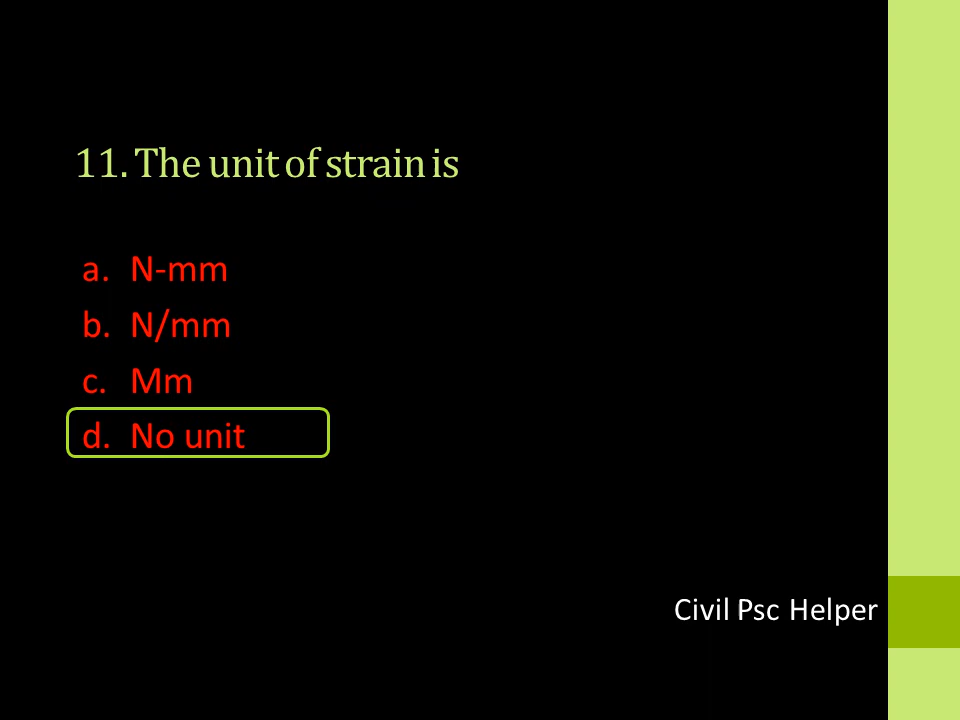 11. The unit of strain is
a. N-mm
b. N/mm
c. Mm
d. No unit
Civil Psc Helper